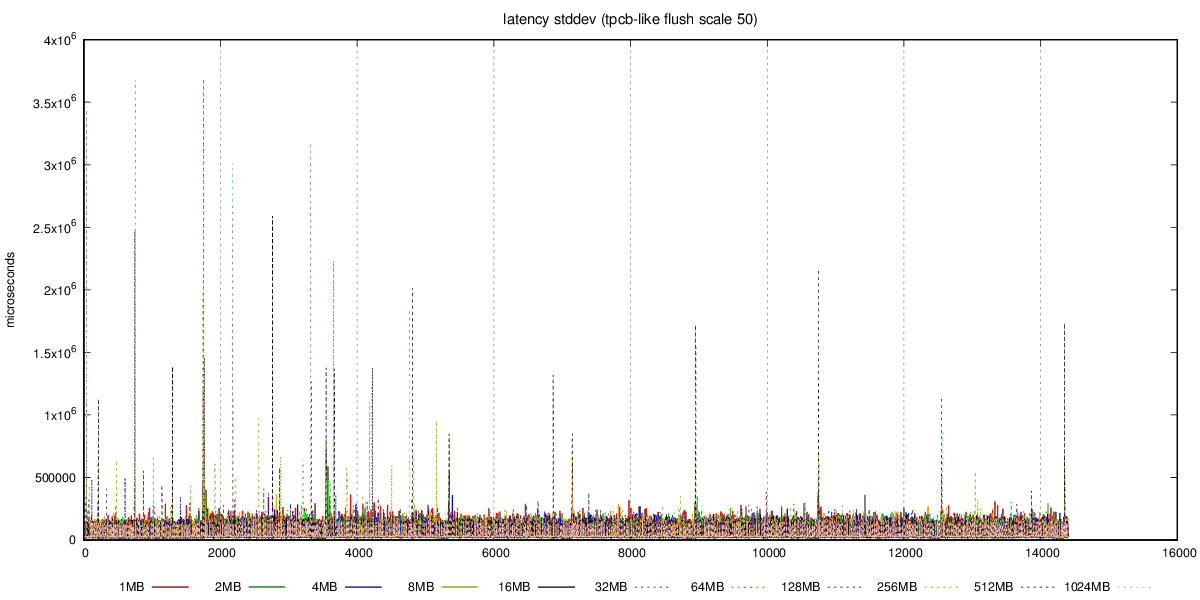 latency stddev (tpcb-like flush scale 50)
4x10^6
3.5x10^6
3x10^6
2.5x10^6
2x10^6
1.5x10^6
1x10^6
500000
0
microseconds
0 2000 4000 6000 8000 10000 12000 14000 16000
1MB 2MB 4MB 8MB 16MB 32MB 64MB 128MB 256MB 512MB 1024MB